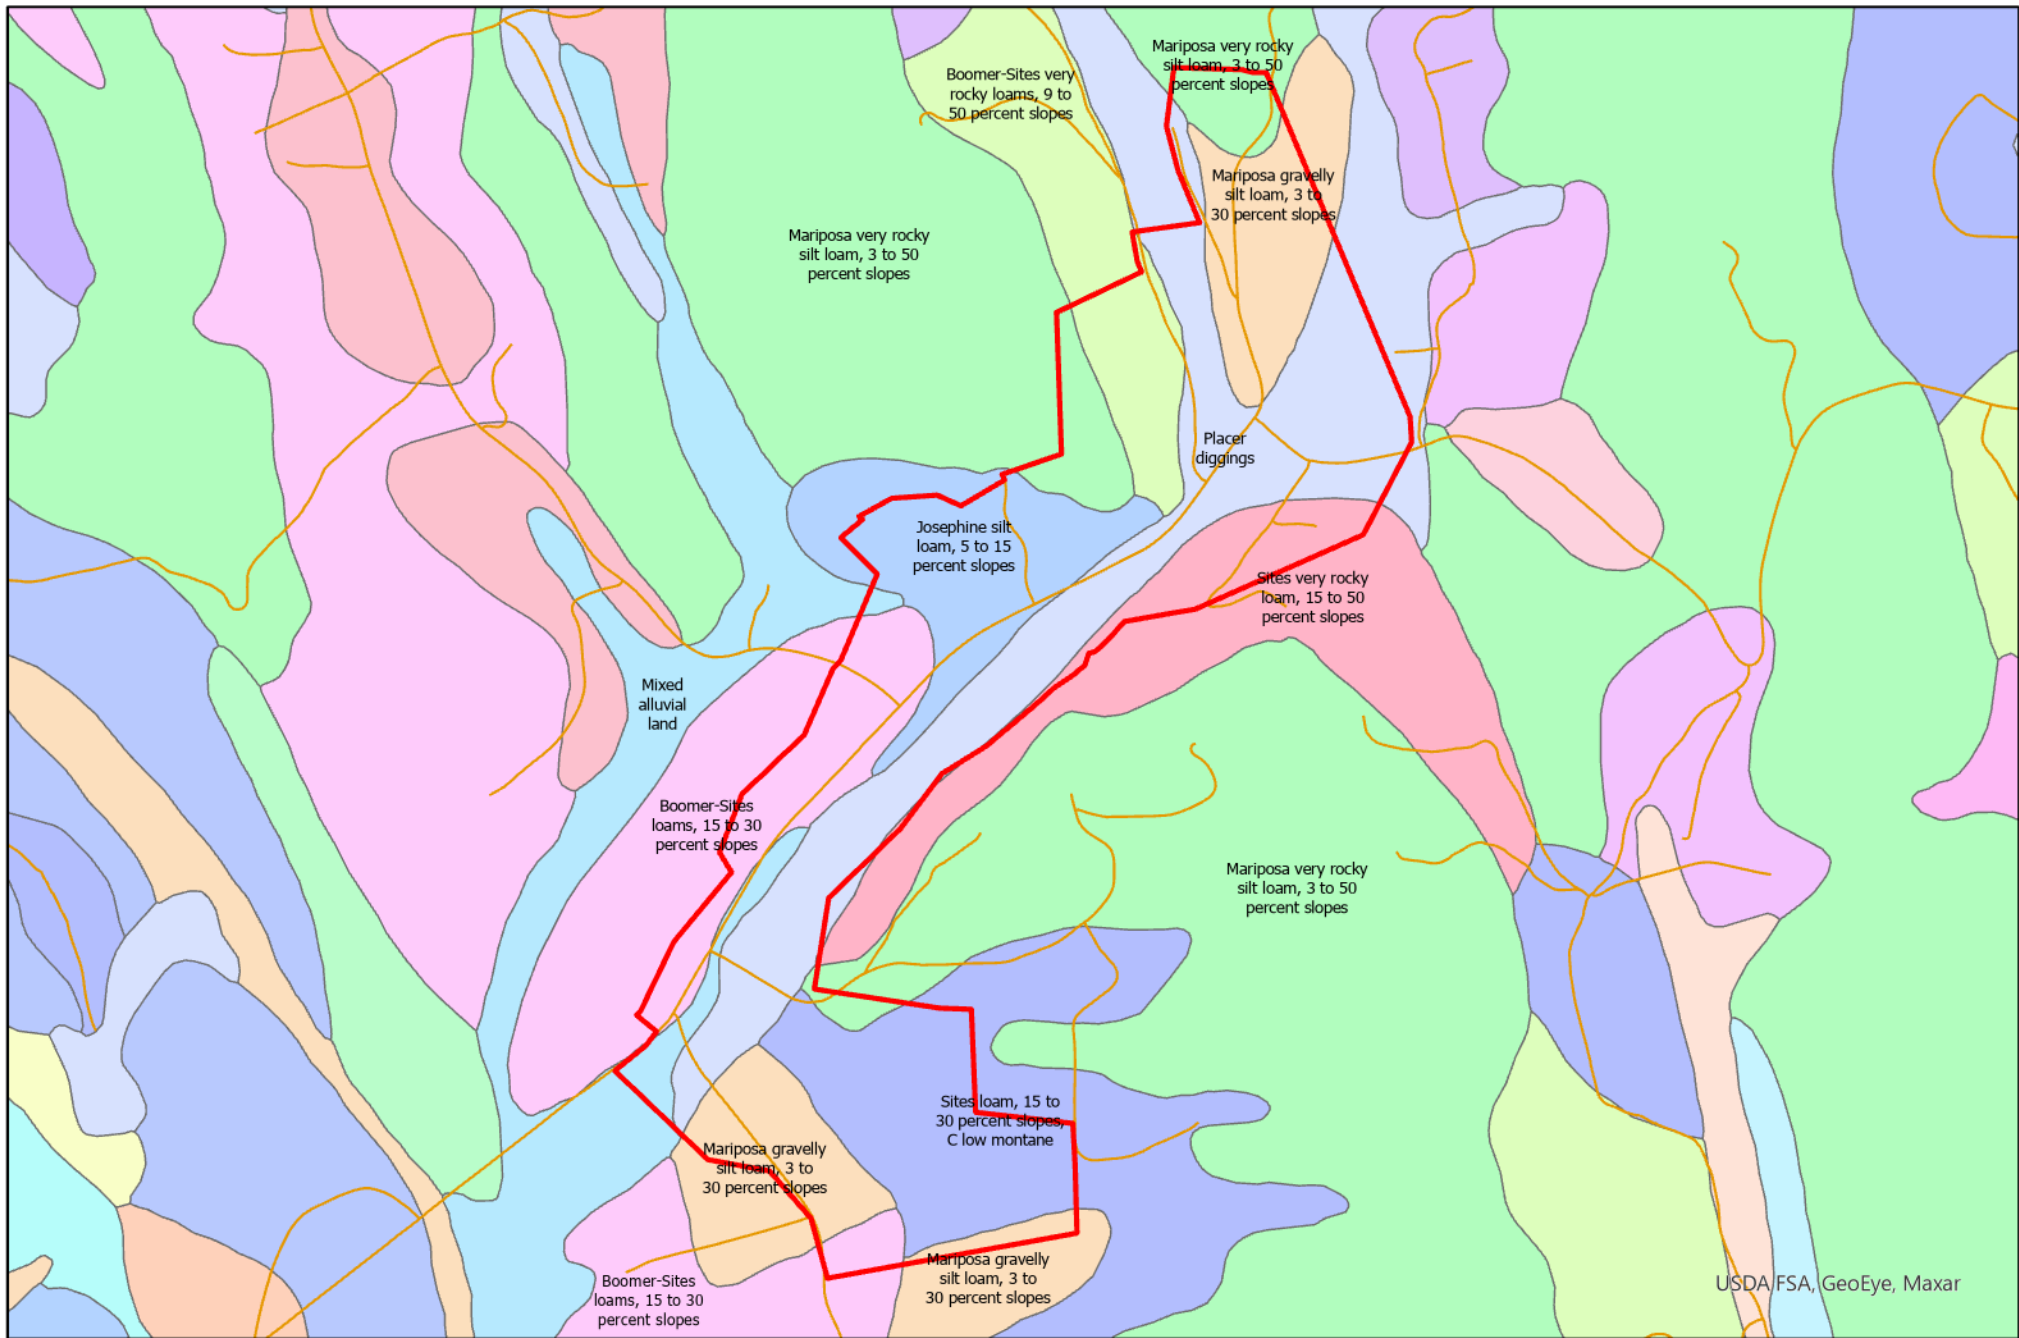 Mariposa very rocky
silt loam, 3 to 50
percent slopes
Boomer-Sites very
rocky loams, 9 to
50 percent slopes
Mariposa gravelly
silt loam, 3 to
30 percent slopes
Mariposa very rocky
silt loam, 3 to 50
percent slopes
Placer
diggings
Josephine silt
loam, 5 to 15
percent slopes
Sites very rocky
loam, 15 to 50
percent slopes
Mixed
alluvial
land
Boomer-Sites
loams, 15 to 30
percent slopes
Mariposa very rocky
silt loam, 3 to 50
percent slopes
Sites loam, 15 to
30 percent slopes,
C low montane
Mariposa gravelly
silt loam, 3 to
30 percent slopes
Mariposa gravelly
silt loam, 3 to
30 percent slopes
Boomer-Sites
loams, 15 to 30
percent slopes
USDA FSA, GeoEye, Maxar